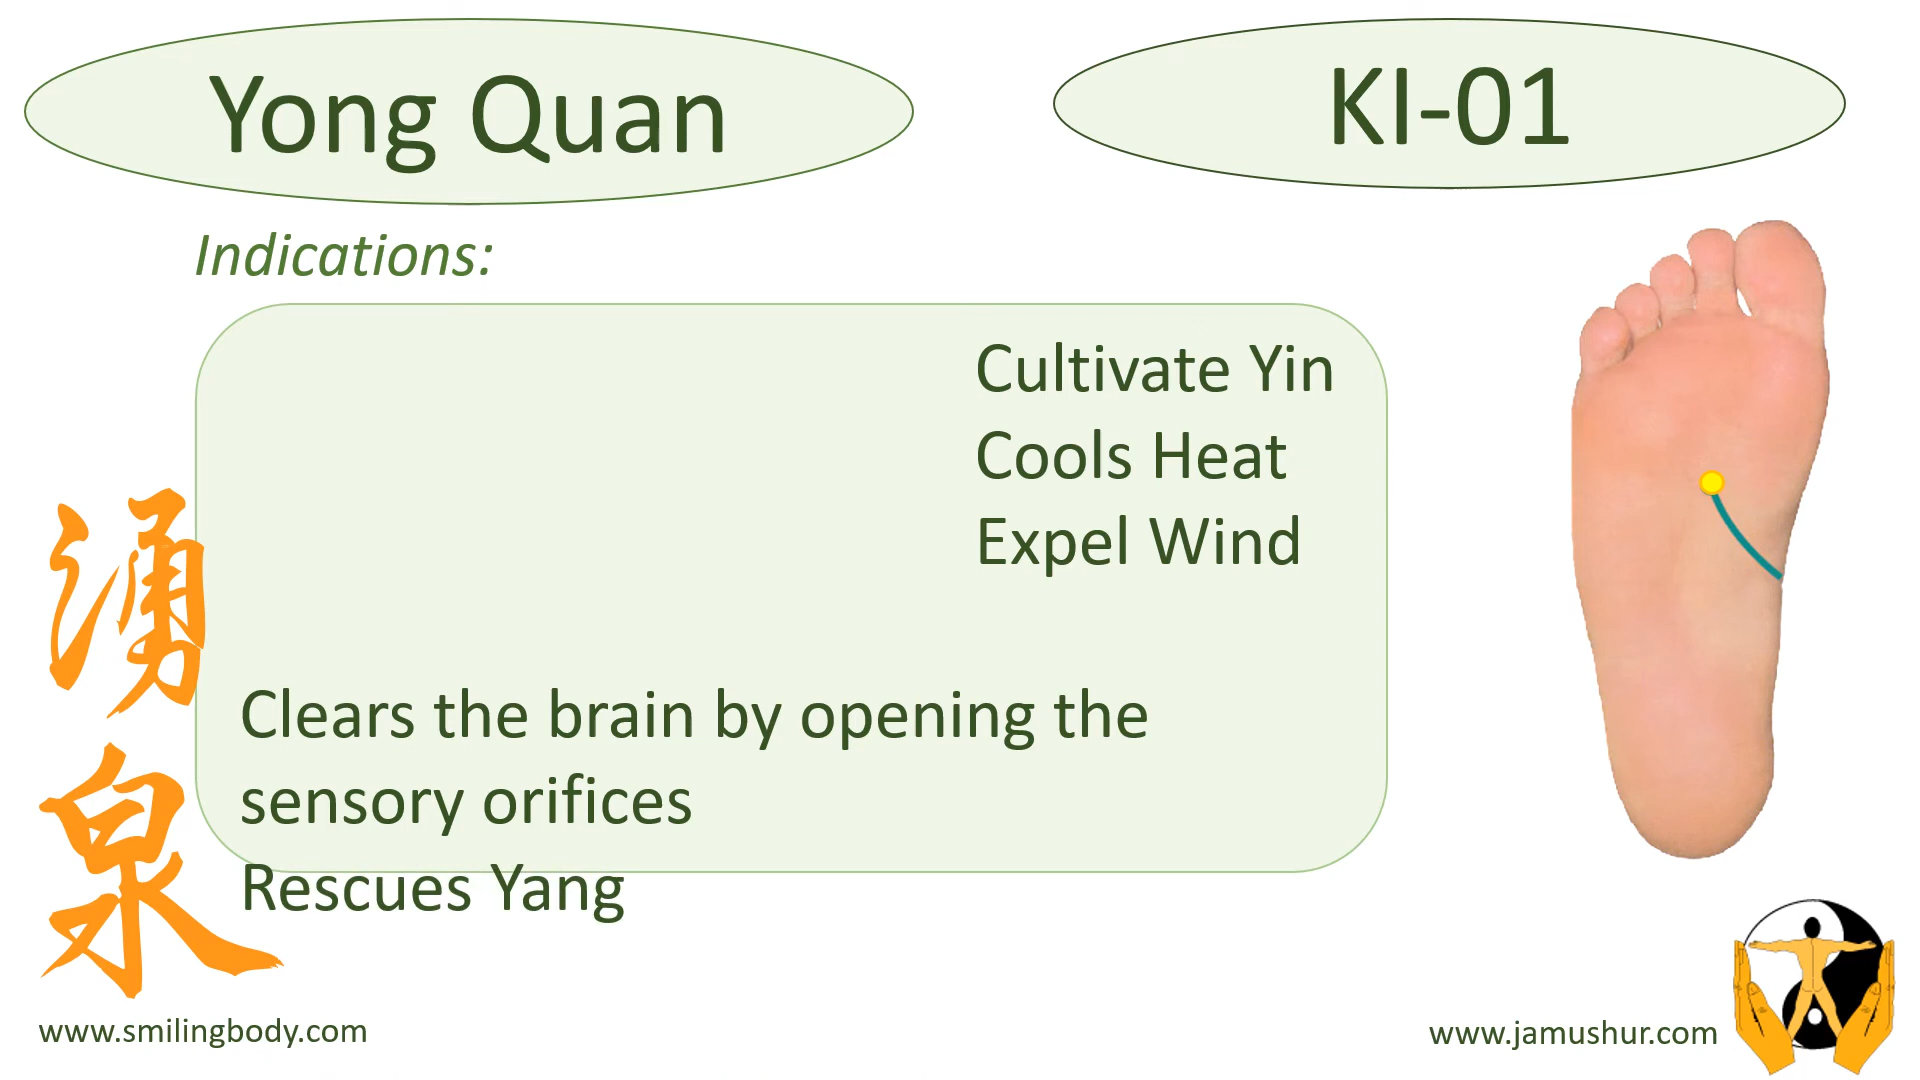 Yong Quan
KI-01
Indications:
Cultivate Yin
Cools Heat
Expel Wind
Clears the brain by opening the
sensory orifices
Rescues Yang
湧
泉
www.smilingbody.com
www.jamushur.com